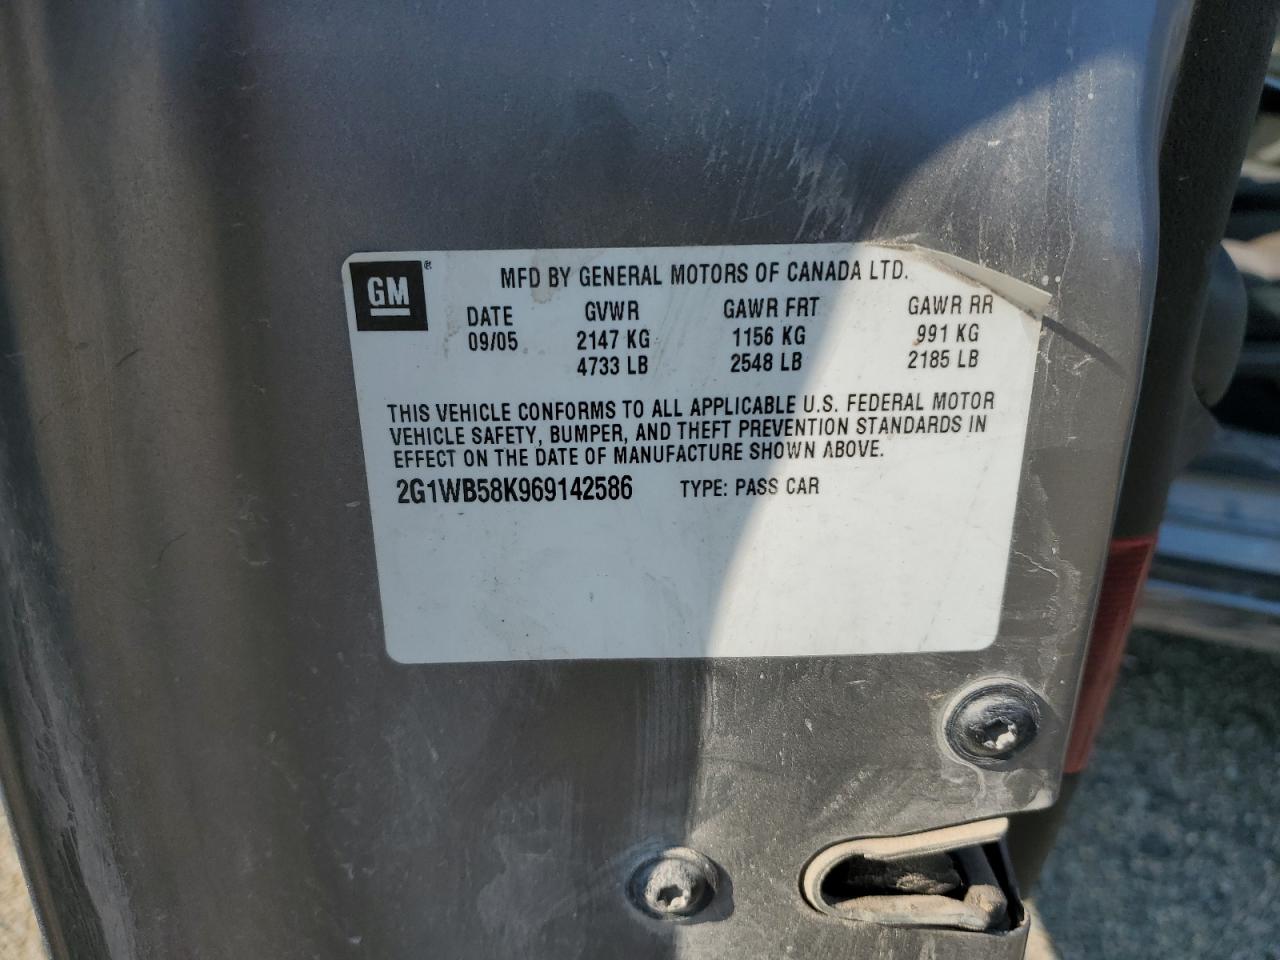 GM®
MFD BY GENERAL MOTORS OF CANADA LTD.
DATE GVWR GAWR FRT GAWR RR
09/05 2147 KG 1156 KG 991 KG
4733 LB 2548 LB 2185 LB
THIS VEHICLE CONFORMS TO ALL APPLICABLE U.S. FEDERAL MOTOR
VEHICLE SAFETY, BUMPER, AND THEFT PREVENTION STANDARDS IN
EFFECT ON THE DATE OF MANUFACTURE SHOWN ABOVE.
2G1WB58K969142586 TYPE: PASS CAR